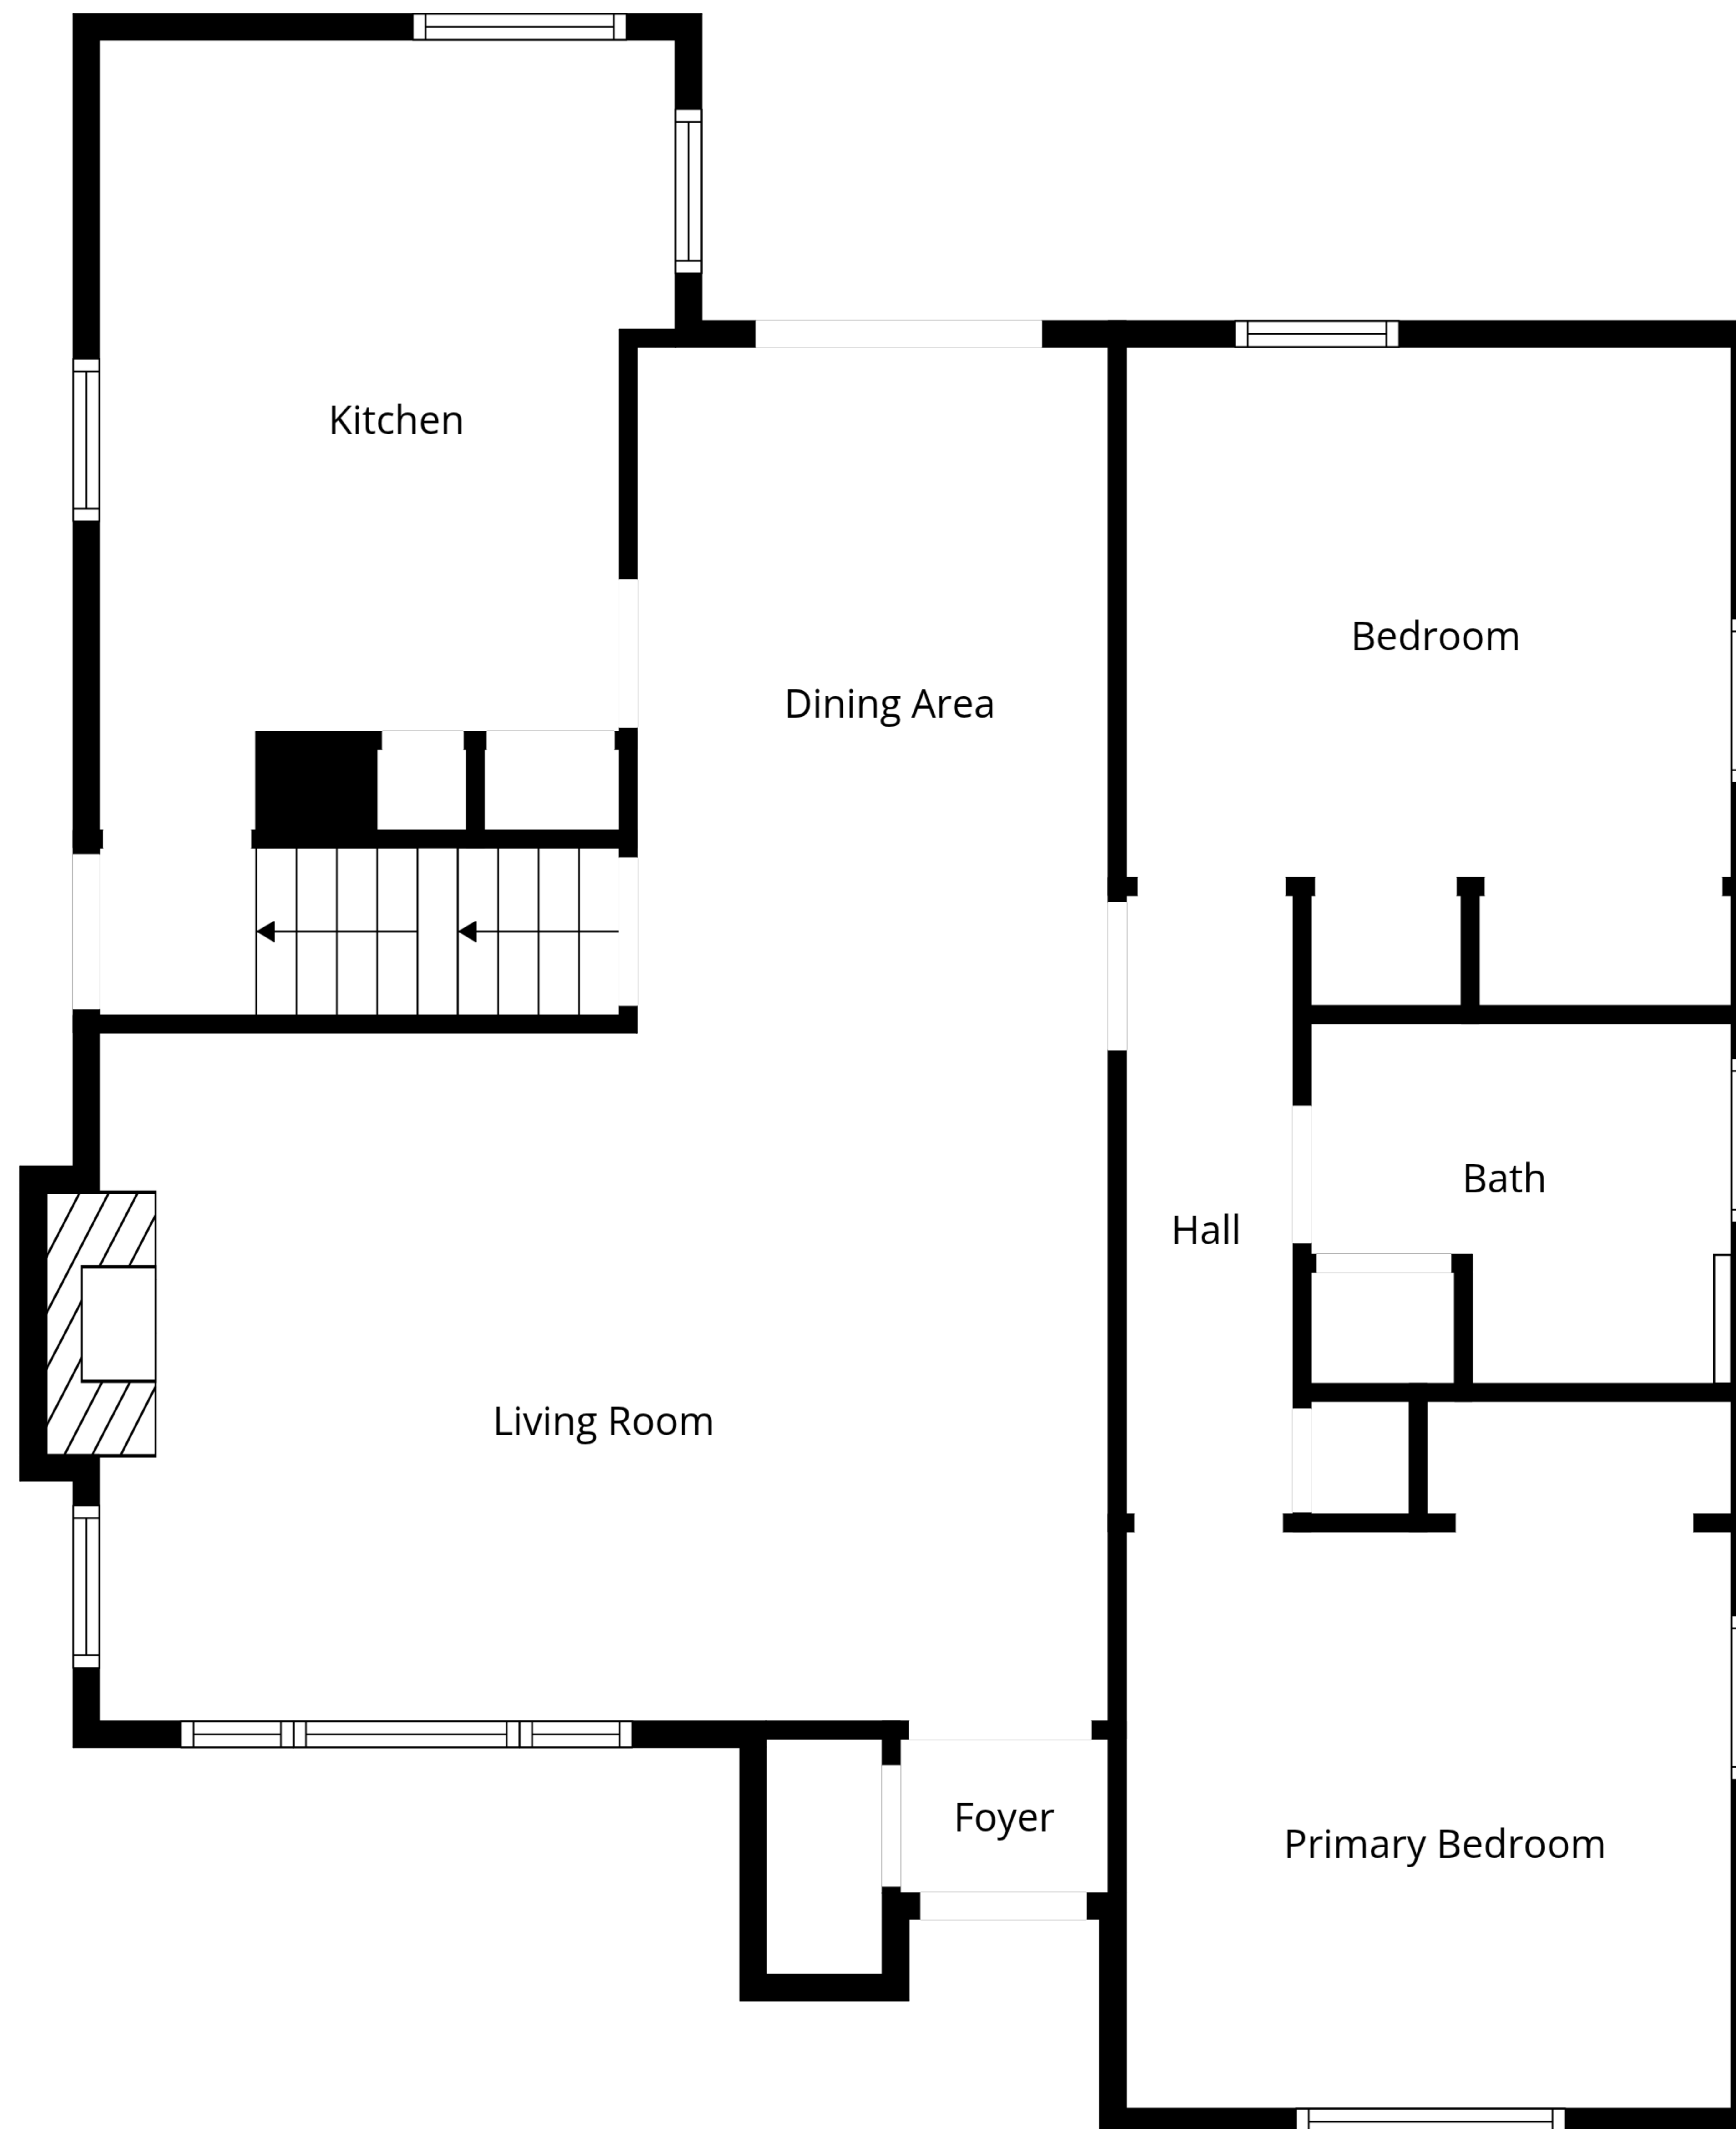 Kitchen
Bedroom
Dining Area
Bath
Hall
Living Room
Foyer
Primary Bedroom